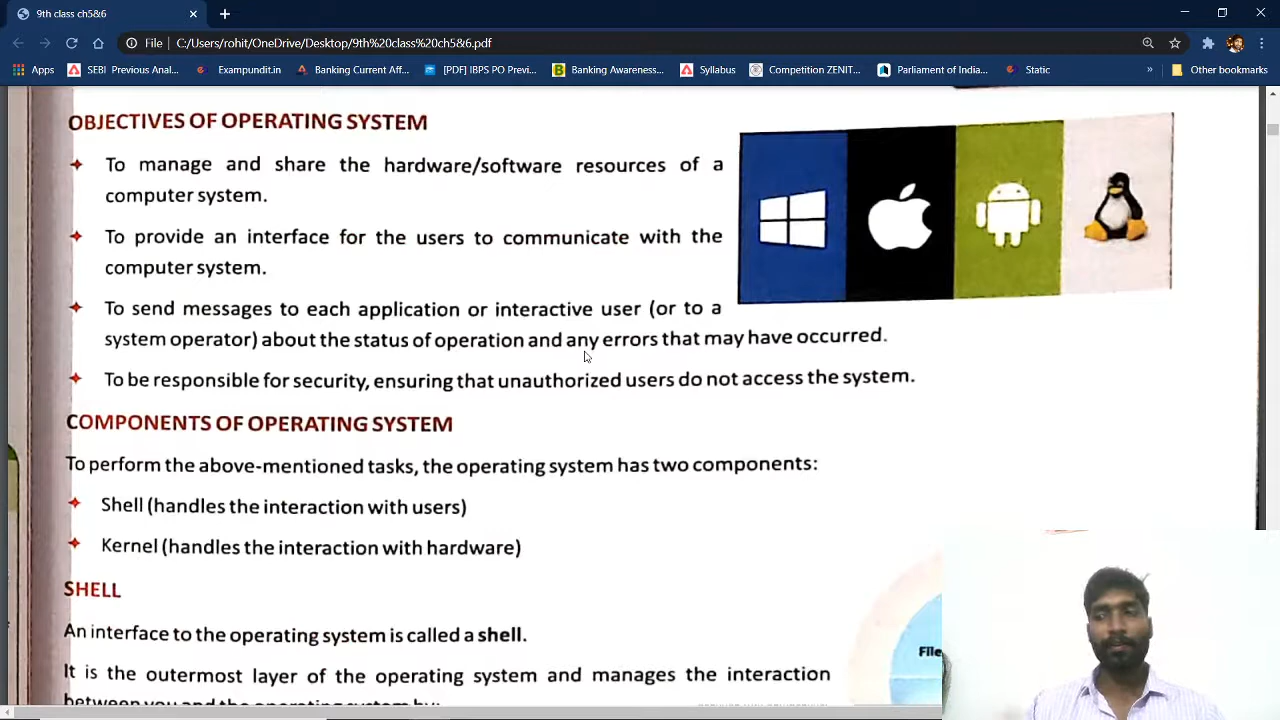 9th class ch5&6
File
C:/Users/rohit/OneDrive/Desktop/9th%20class%20ch5&6.pdf
Apps
SEBI Previous Anal...
Exampundit.in
Banking Current Aff...
[PDF] IBPS PO Previ...
Banking Awareness...
Syllabus
Competition ZENIT...
Parliament of India...
Static
»
Other bookmarks
OBJECTIVES OF OPERATING SYSTEM
To manage and share the hardware/software resources of a
computer system.
To provide an interface for the users to communicate with the
computer system.
To send messages to each application or interactive user (or to a
system operator) about the status of operation and any errors that may have occurred.
To be responsible for security, ensuring that unauthorized users do not access the system.
COMPONENTS OF OPERATING SYSTEM
To perform the above-mentioned tasks, the operating system has two components:
Shell (handles the interaction with users)
Kernel (handles the interaction with hardware)
SHELL
An interface to the operating system is called a shell.
File
It is the outermost layer of the operating system and manages the interaction
between you and the operating system by: